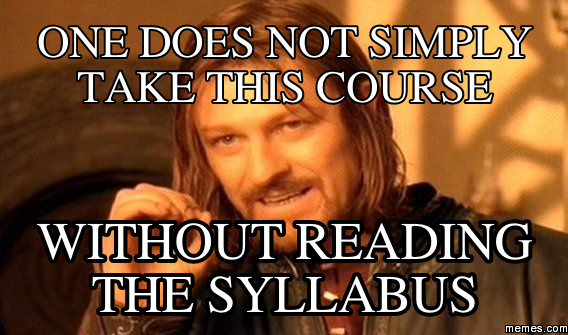 ONE DOES NOT SIMPLY
TAKE THIS COURSE
WITHOUT READING
THE SYLLABUS
memes.com